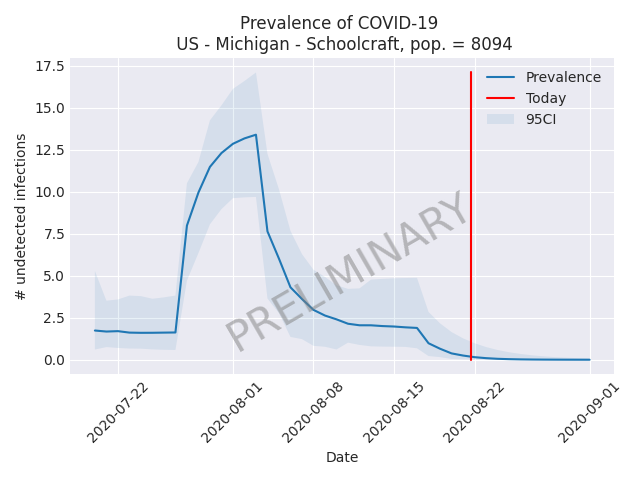 Prevalence of COVID-19
US - Michigan - Schoolcraft, pop. = 8094
17.5
15.0
12.5
10.0
7.5
5.0
2.5
0.0
# undetected infections
Prevalence
Today
95CI
PRELIMINARY
2020-07-22
2020-08-01
2020-08-08
2020-08-15
2020-08-22
2020-09-01
Date